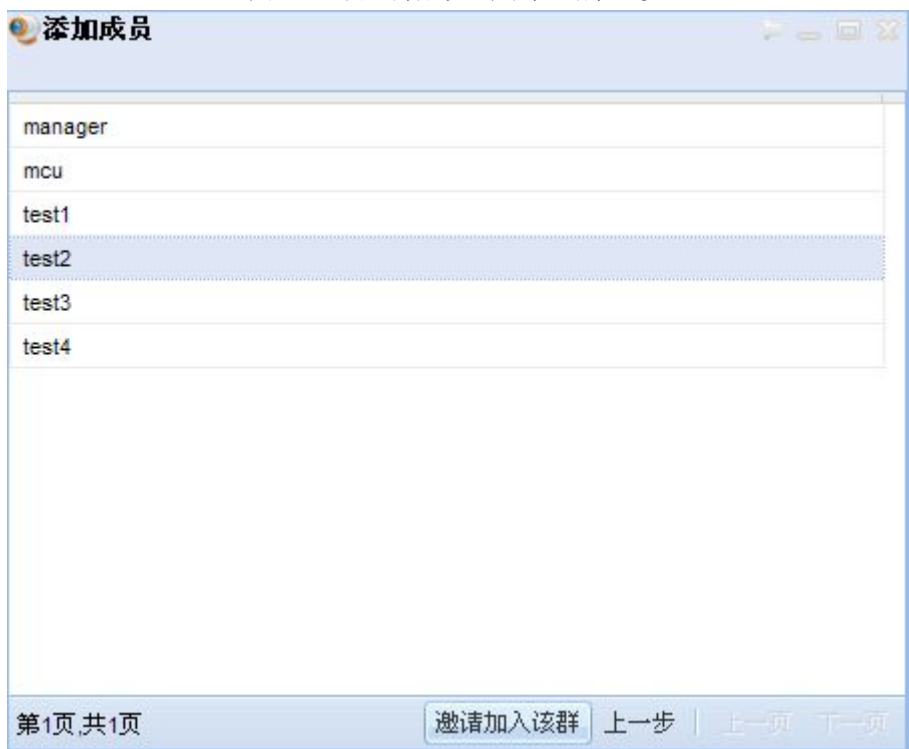 添加成员
manager
mcu
test1
test2
test3
test4
第1页,共1页 邀请加入该群 上一步 上一页 下一页